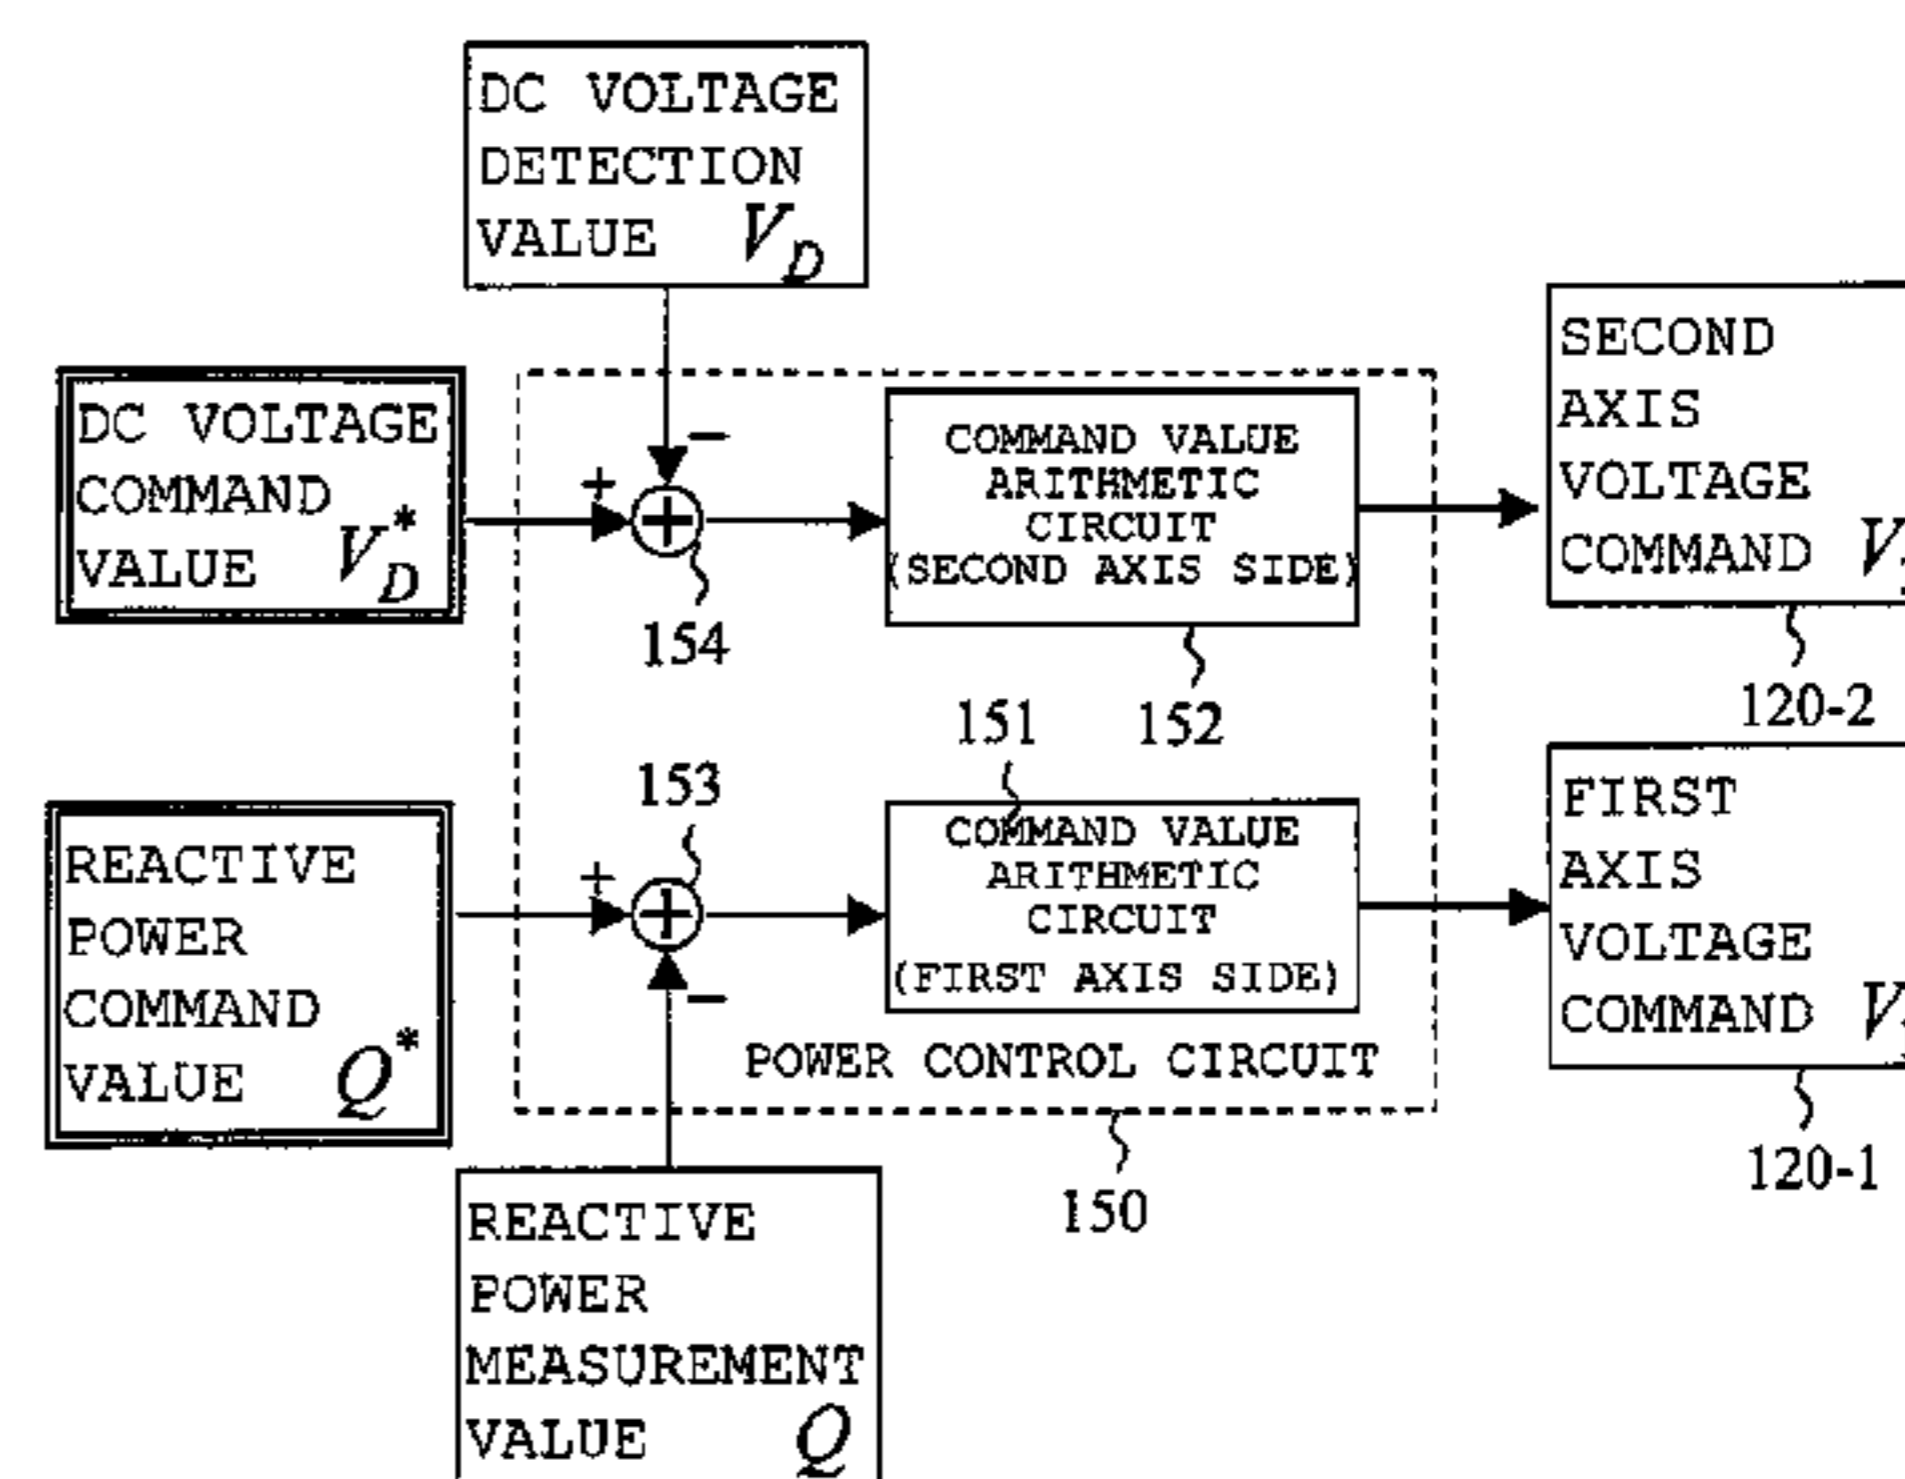 DC VOLTAGE
DETECTION
VALUE V_D
DC VOLTAGE
COMMAND
VALUE V_D^*
+
−
154
COMMAND VALUE
ARITHMETIC
CIRCUIT
(SECOND AXIS SIDE)
152
SECOND
AXIS
VOLTAGE
COMMAND V
120-2
REACTIVE
POWER
COMMAND
VALUE Q^*
153
+
−
151
COMMAND VALUE
ARITHMETIC
CIRCUIT
(FIRST AXIS SIDE)
POWER CONTROL CIRCUIT
150
FIRST
AXIS
VOLTAGE
COMMAND V
120-1
REACTIVE
POWER
MEASUREMENT
VALUE Q